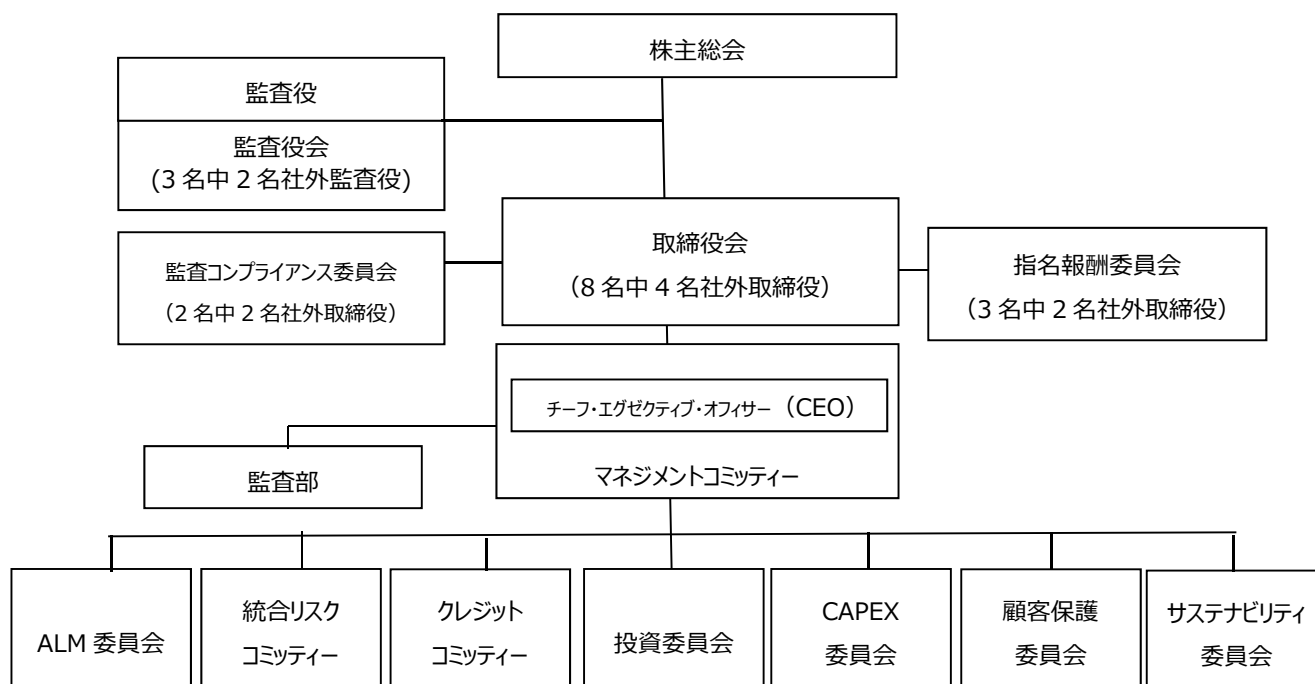 株主総会
監査役
監査役会
(3 名中 2 名社外監査役)
取締役会
（8 名中 4 名社外取締役）
監査コンプライアンス委員会
（2 名中 2 名社外取締役）
指名報酬委員会
（3 名中 2 名社外取締役）
チーフ・エグゼクティブ・オフィサー（CEO）
マネジメントコミッティー
監査部
ALM 委員会
統合リスク
コミッティー
クレジット
コミッティー
投資委員会
CAPEX
委員会
顧客保護
委員会
サステナビリティ
委員会